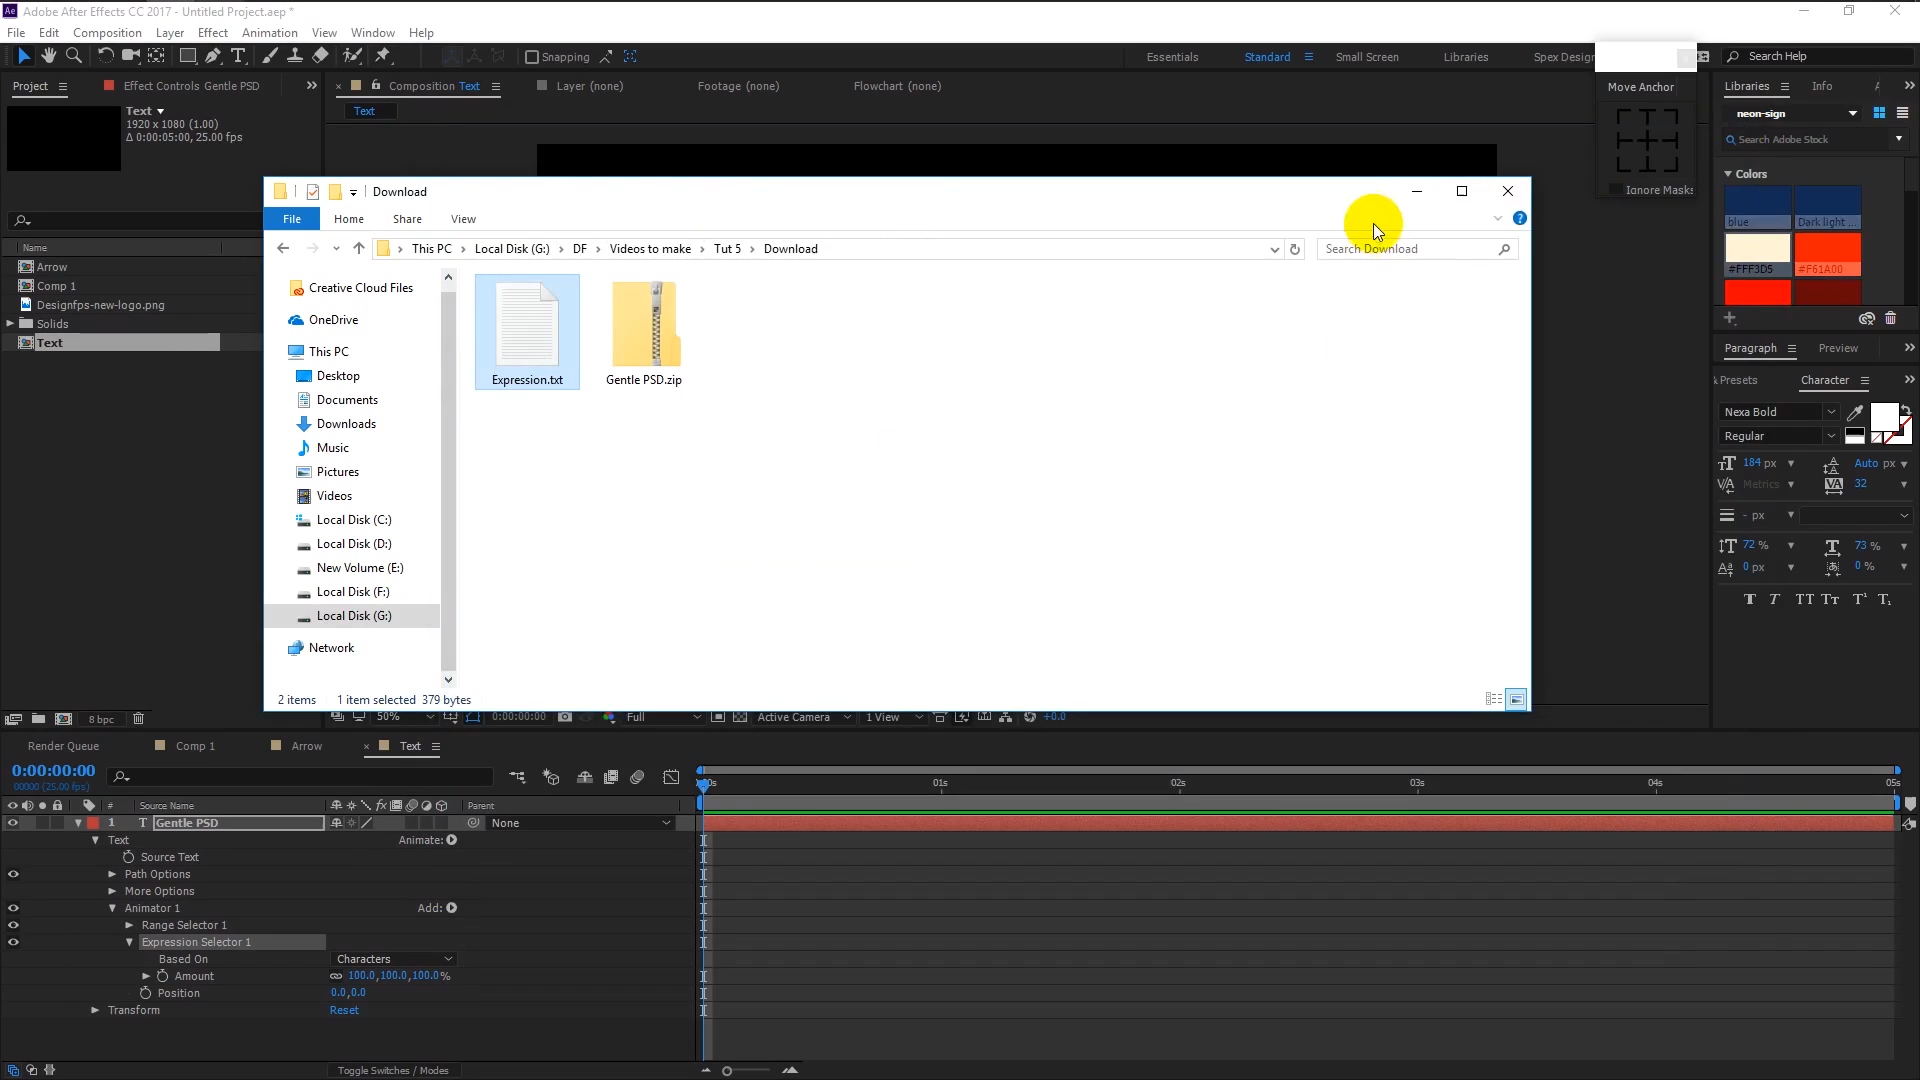 Adobe After Effects CC 2017 - Untitled Project.aep *
File Edit Composition Layer Effect Animation View Window Help
Snapping
Essentials Standard Small Screen Libraries Spex Design
Search Help
Project Effect Controls Gentle PSD
Composition Text Layer (none) Footage (none) Flowchart (none)
Text
Move Anchor
Ignore Masks
Libraries Info
neon-sign
Search Adobe Stock
Colors
blue Dark light ...
#FFF3D5 #F61A00
Text
1920 x 1080 (1.00)
Δ 0:00:05:00, 25.00 fps
Name
Arrow
Comp 1
Designfps-new-logo.png
Solids
Text
8 bpc
Download
File Home Share View
This PC Local Disk (G:) DF Videos to make Tut 5 Download
Search Download
Creative Cloud Files
OneDrive
This PC
Desktop
Documents
Downloads
Music
Pictures
Videos
Local Disk (C:)
Local Disk (D:)
New Volume (E:)
Local Disk (F:)
Local Disk (G:)
Network
Expression.txt
Gentle PSD.zip
2 items 1 item selected 379 bytes
50% 0:00:00:00 Full Active Camera 1 View +0.0
Paragraph Preview
Presets Character
Nexa Bold
Regular
184 px Auto px
Metrics 32
- px
72 % 73 %
0 px 0 %
Render Queue Comp 1 Arrow Text
0:00:00:00
00000 (25.00 fps)
# Source Name Parent
01s 02s 03s 04s 05s
1 T Gentle PSD None
Text Animate:
Source Text
Path Options
More Options
Animator 1 Add:
Range Selector 1
Expression Selector 1
Based On Characters
Amount 100.0,100.0,100.0%
Position 0.0,0.0
Transform Reset
Toggle Switches / Modes